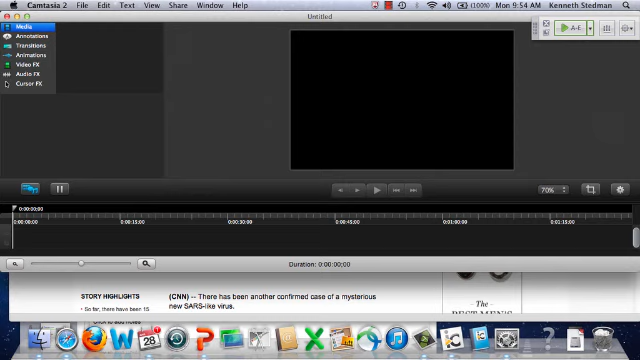 Camtasia 2 File Edit Text View Share Window Help Mon 9:54 AM Kenneth Stedman
Untitled
Media
Annotations
Transitions
Animations
Video FX
Audio FX
Cursor FX
A-E
70%
0:00:00;00
0:00:00;00 0:00:15;00 0:00:30;00 0:00:45;00 0:01:00;00 0:01:15;00
Duration: 0:00:00;00
STORY HIGHLIGHTS
(CNN) -- There has been another confirmed case of a mysterious
new SARS-like virus.
So far, there have been 15
The
BEST MEN'S
28